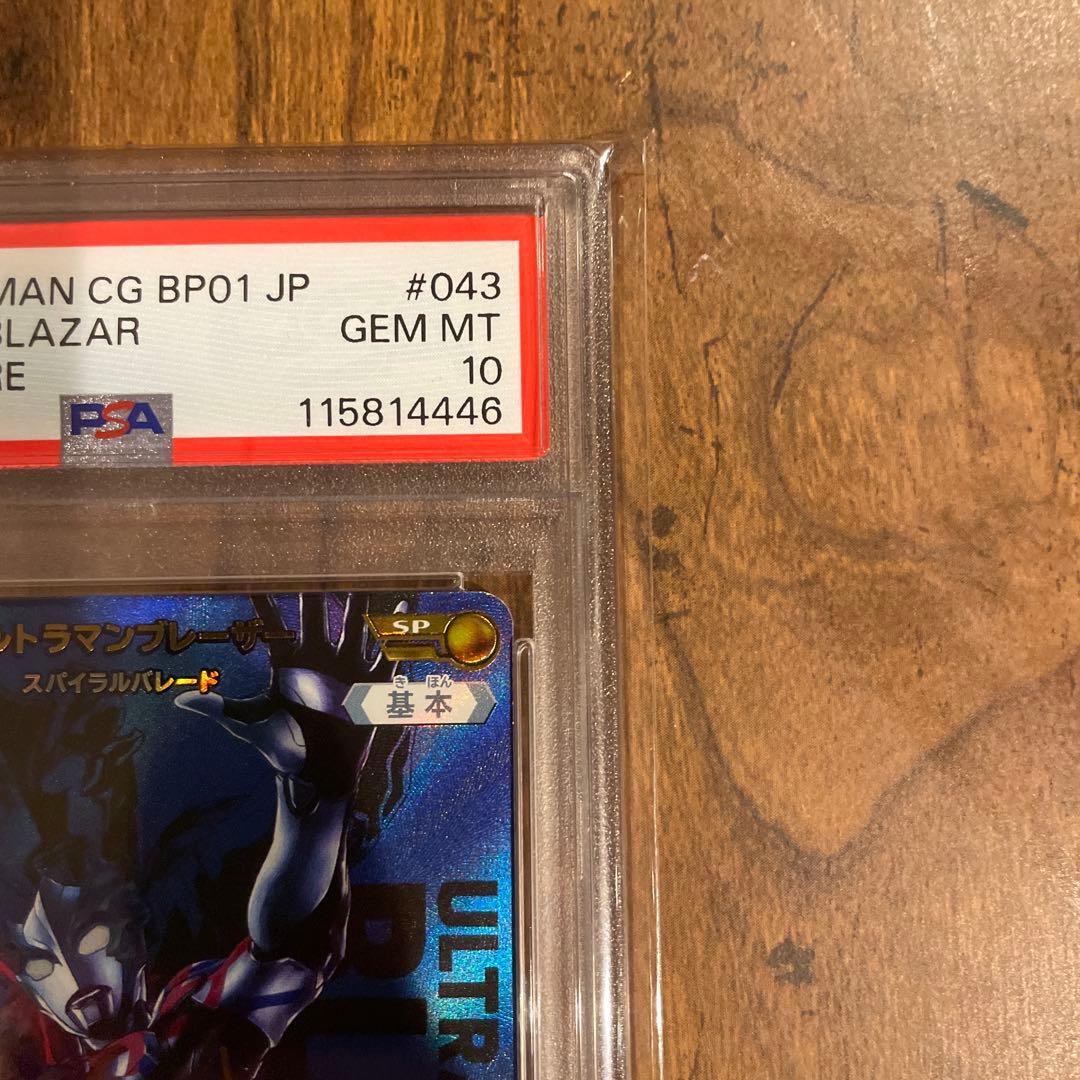 MAN CG BP01 JP #043
BLAZAR GEM MT
RE 10
PSA 115814446
ルトラマンブレーザー
SP
スパイラルバレード
きほん
基本
ULTR
BL